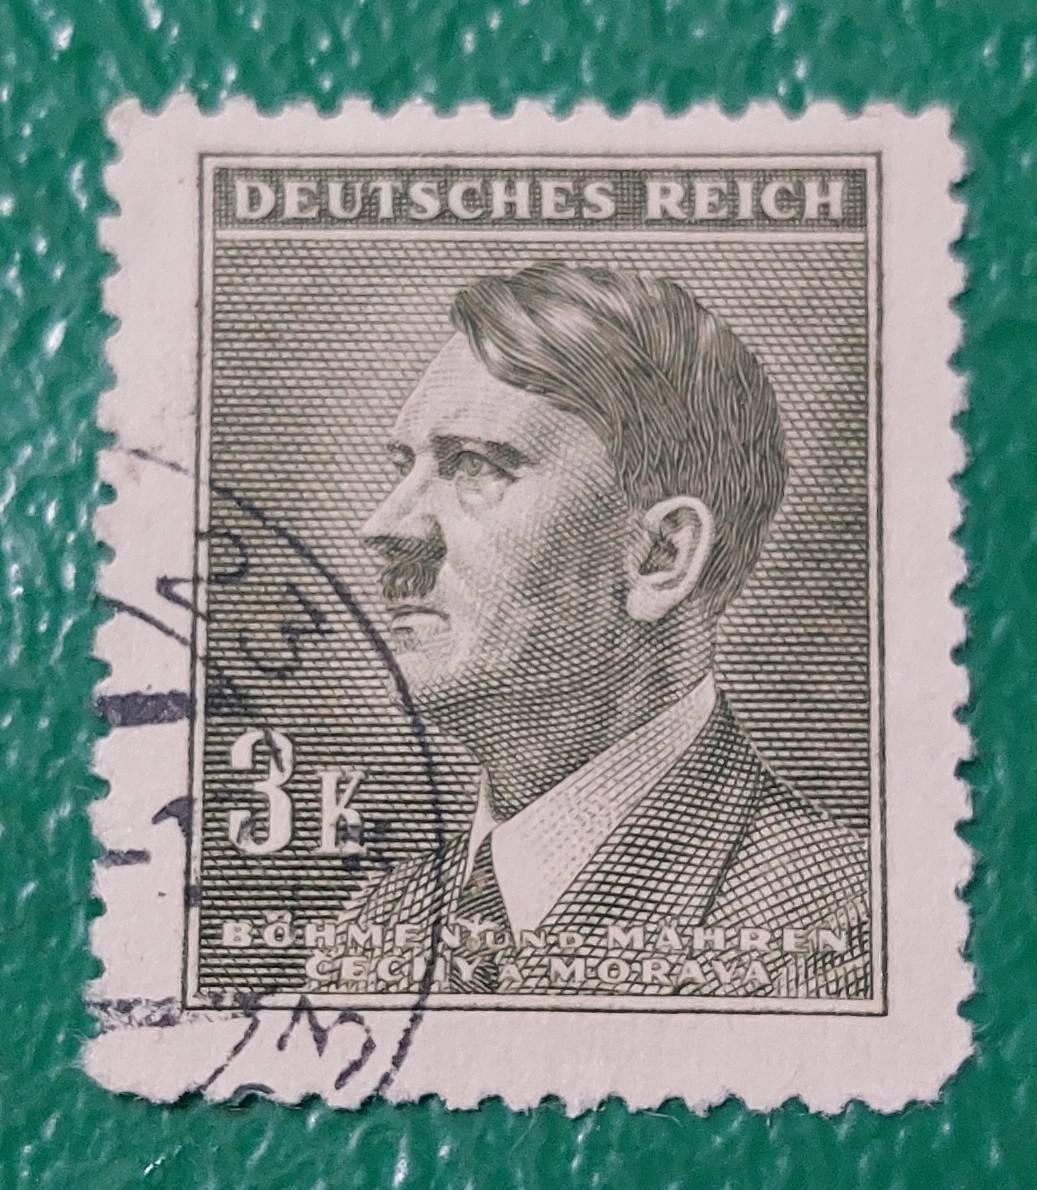 DEUTSCHES REICH
3 K
BÖHMEN UND MÄHREN
ČECHY A MORAVA